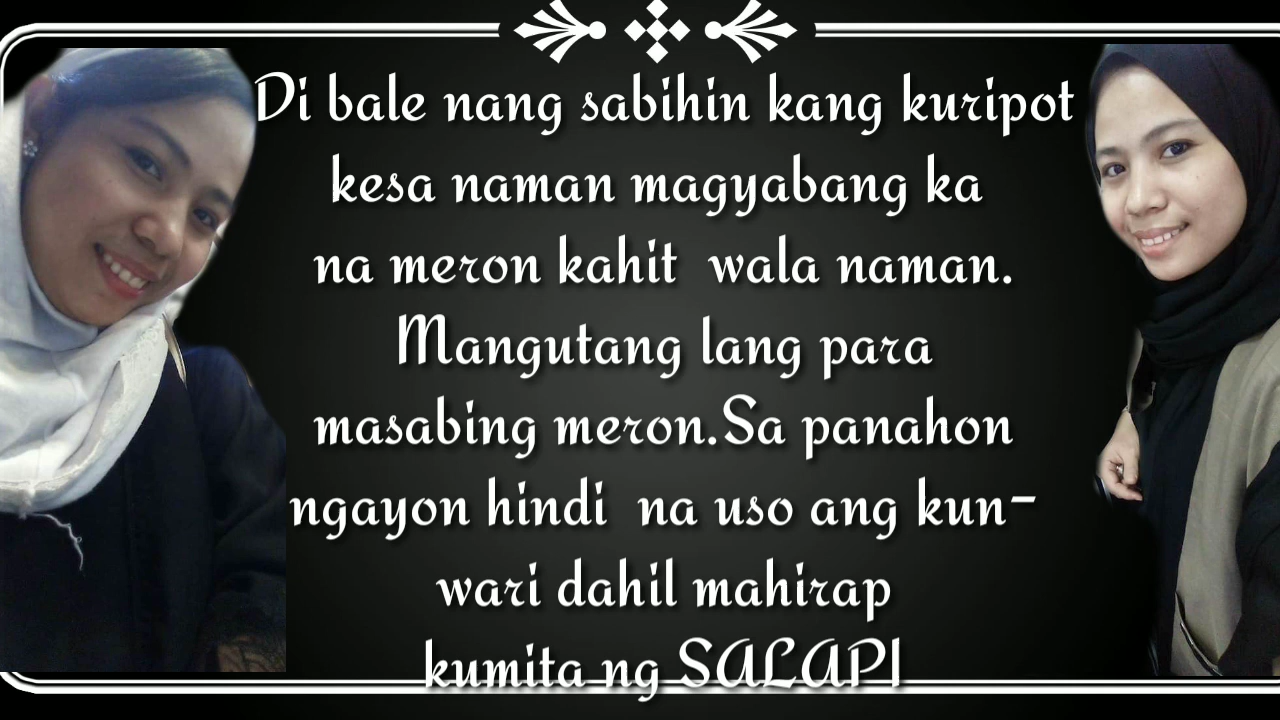 Di bale nang sabihin kang kuripot
kesa naman magyabang ka
na meron kahit wala naman.
Mangutang lang para
masabing meron.Sa panahon
ngayon hindi na uso ang kun-
wari dahil mahirap
kumita ng SALAPI